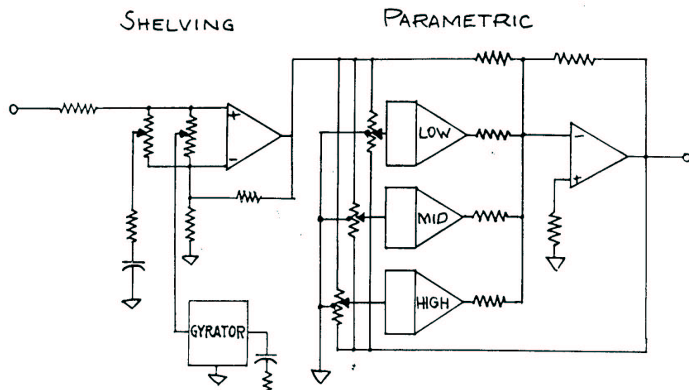 SHELVING
PARAMETRIC
+
-
LOW
-
+
MID
HIGH
GYRATOR